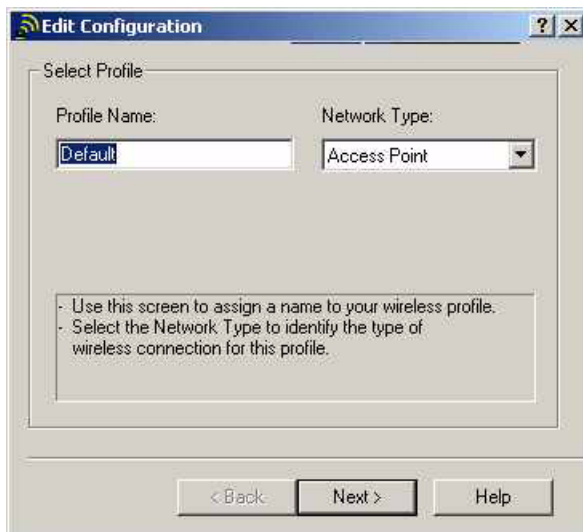 Edit Configuration
Select Profile
Profile Name:
Network Type:
Default
Access Point
- Use this screen to assign a name to your wireless profile.
- Select the Network Type to identify the type of
wireless connection for this profile.
< Back
Next >
Help